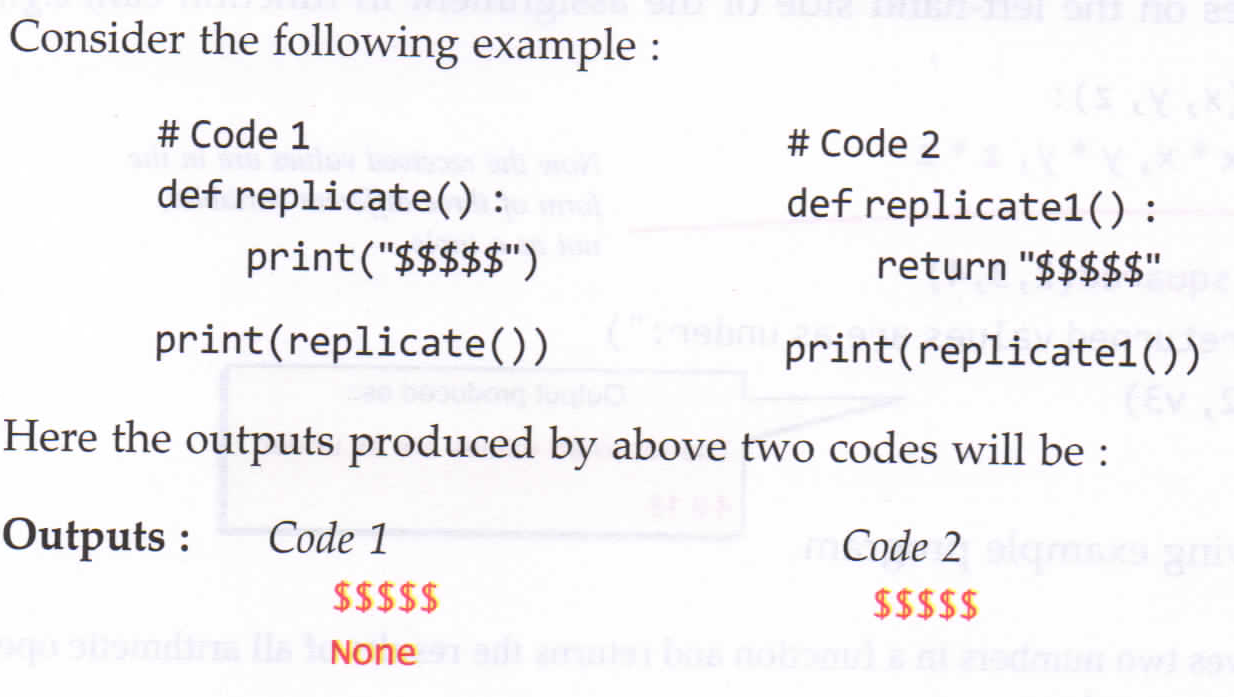 Consider the following example :
# Code 1
def replicate() :
    print("$$$$$")
print(replicate())
# Code 2
def replicate1() :
    return "$$$$$"
print(replicate1())
Here the outputs produced by above two codes will be :
Outputs : Code 1
$$$$$
None
Code 2
$$$$$